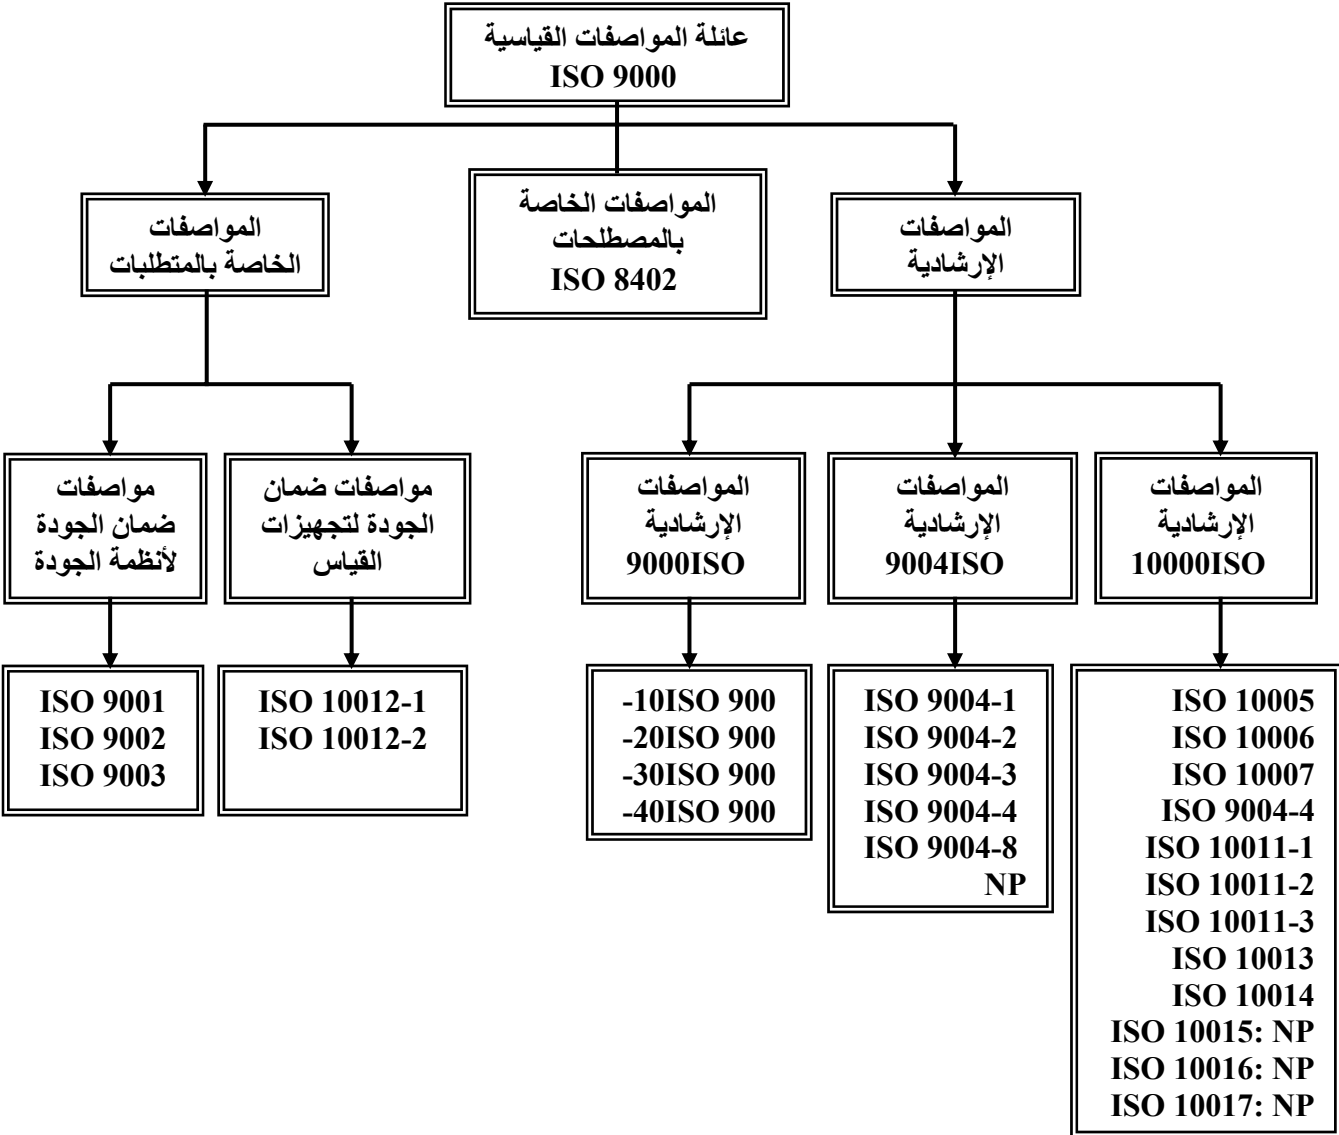 عائلة المواصفات القياسية
ISO 9000
المواصفات
الإرشادية
المواصفات الخاصة
بالمصطلحات
ISO 8402
المواصفات
الخاصة بالمتطلبات
المواصفات
الإرشادية
10000ISO
المواصفات
الإرشادية
9004ISO
المواصفات
الإرشادية
9000ISO
مواصفات ضمان
الجودة لتجهيزات
القياس
مواصفات
ضمان الجودة
لأنظمة الجودة
ISO 10005
ISO 10006
ISO 10007
ISO 9004-4
ISO 10011-1
ISO 10011-2
ISO 10011-3
ISO 10013
ISO 10014
ISO 10015: NP
ISO 10016: NP
ISO 10017: NP
ISO 9004-1
ISO 9004-2
ISO 9004-3
ISO 9004-4
ISO 9004-8
NP
-10ISO 900
-20ISO 900
-30ISO 900
-40ISO 900
ISO 10012-1
ISO 10012-2
ISO 9001
ISO 9002
ISO 9003